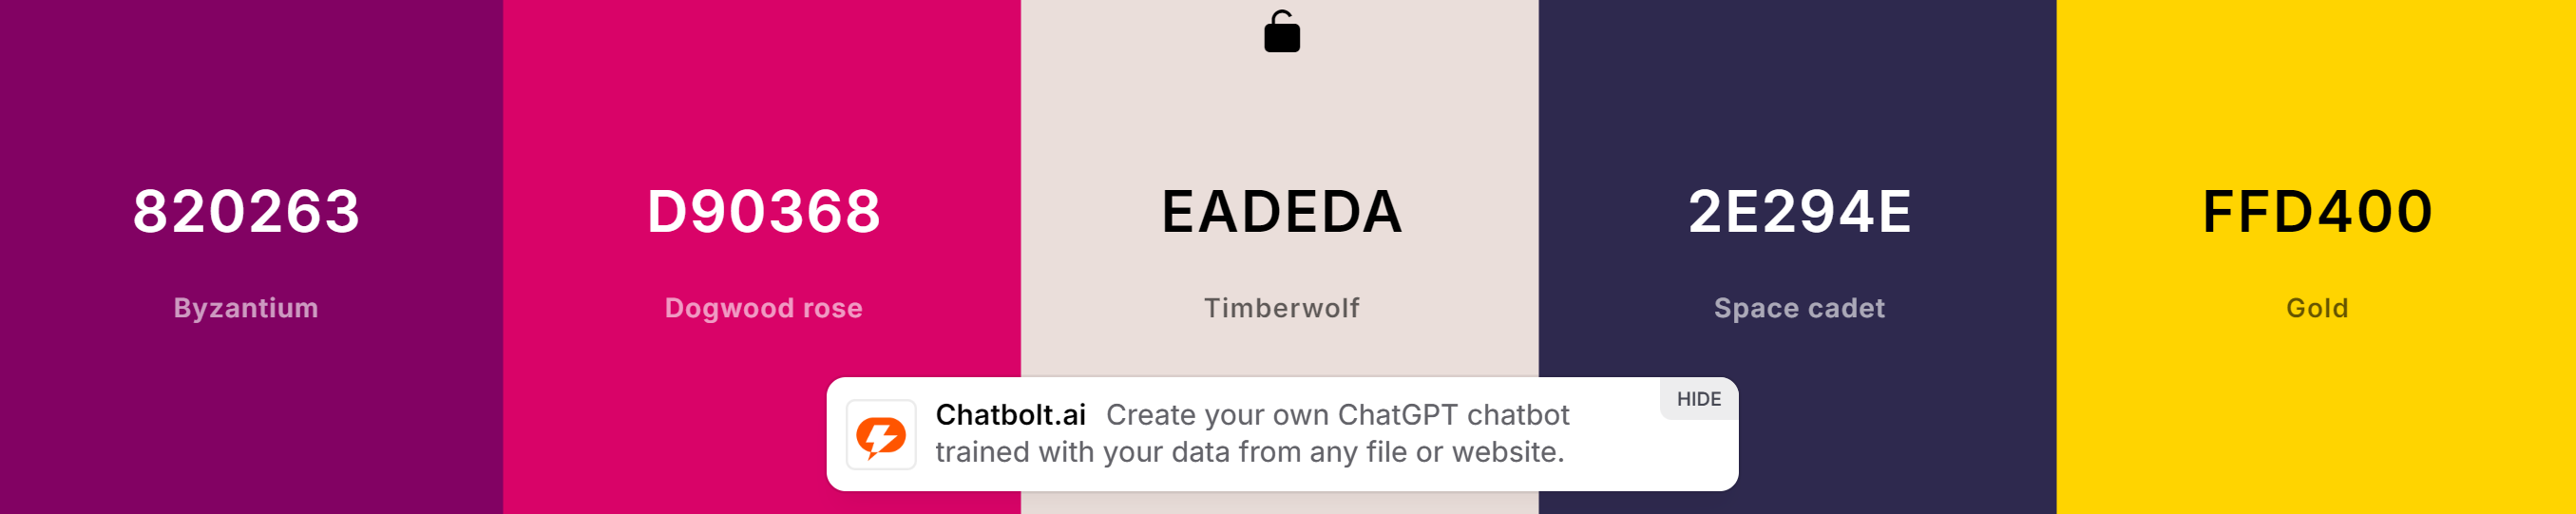 820263
Byzantium
D90368
Dogwood rose
EADEDA
Timberwolf
2E294E
Space cadet
FFD400
Gold
Chatbolt.ai Create your own ChatGPT chatbot
trained with your data from any file or website.
HIDE